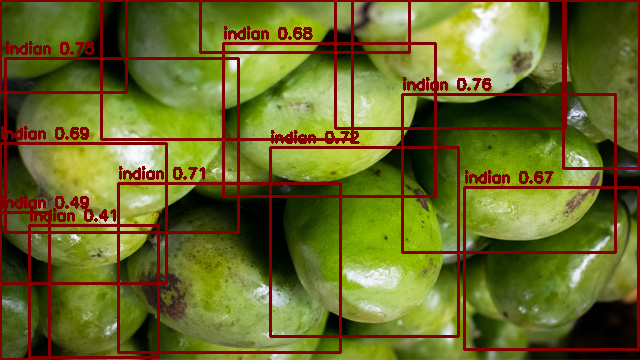 indian 0.68
indian 0.75
indian 0.76
indian 0.69
indian 0.72
indian 0.71
indian 0.67
indian 0.49
indian 0.41